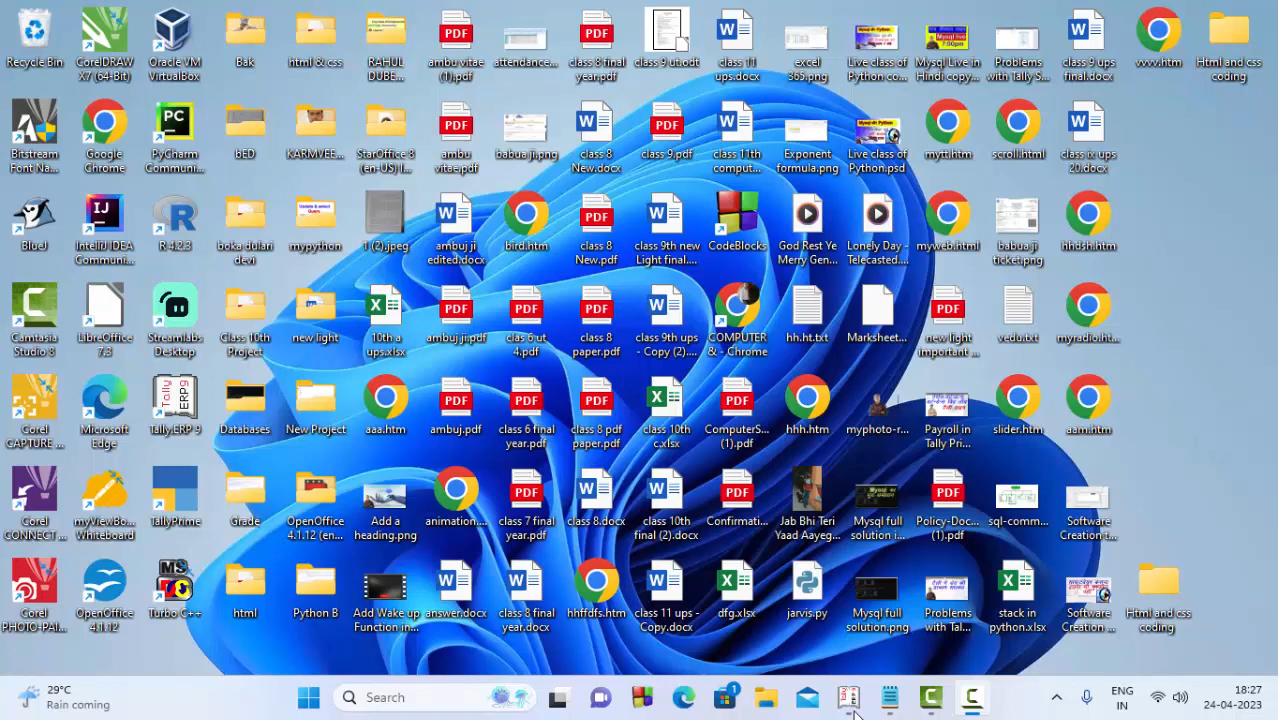 Recycle Bin
CorelDRAW
X7 (64-Bit)
Oracle VM
VirtualBox
Bak
html & css
RAHUL
DUBE...
ambu vitae
(1).pdf
attendance...
class 8 final
year.pdf
class 9 ut.odt
class 11
ups.docx
excel
365.png
Live class of
Python co...
Mysql Live in
Hindi copy...
Problems
with Tally S...
class 9 ups
final.docx
vvvv.htm
Html and css
coding
Bitstream
Font Na...
Google
Chrome
PyCharm
Communi...
bED
KARMVEE...
StarOffice 8
(en-US) I...
ambu
vitae.pdf
babua ji.png
class 8
New.docx
class 9.pdf
class 11th
comput...
Exponent
formula.png
Live class of
Python.psd
mytt.htm
scroll.html
class ix ups
20.docx
BlueJ
IntelliJ IDEA
Communi...
R 4.2.3
boka dulari
devi
mypython
1 (2).jpeg
ambuj ji
edited.docx
bird.htm
class 8
New.pdf
class 9th new
Light final....
CodeBlocks
God Rest Ye
Merry Gen...
Lonely Day -
Telecasted....
myweb.html
babua ji
ticket.png
hhdsh.htm
Camtasia
Studio 8
LibreOffice
7.3
Streamlabs
Desktop
Class 10th
Project
new light
10th a
ups.xlsx
ambuj ji.pdf
clas 6 ut
4.pdf
class 8
paper.pdf
class 9th ups
- Copy (2)....
COMPUTER
& - Chrome
hh.ht.txt
Marksheet...
new light
important ...
vedu.txt
myradio.ht...
Corel
CAPTURE ...
Microsoft
Edge
Tally.ERP 9
Databases
New Project
aaa.htm
ambuj.pdf
class 6 final
year.pdf
class 8 pdf
paper.pdf
class 10th
c.xlsx
ComputerS...
(1).pdf
hhh.htm
myphoto-r...
Payroll in
Tally Pri...
slider.htm
aam.htm
Corel
CONNECT ...
myViewBo...
Whiteboard
TallyPrime
Grade
OpenOffice
4.1.12 (en...
Add a
heading.png
animation....
class 7 final
year.pdf
class 8.docx
class 10th
final (2).docx
Confirmati...
Jab Bhi Teri
Yaad Aayeg...
Mysql full
solution i...
Policy-Doc...
(1).pdf
sql-comm...
Software
Creation t...
Corel
PHOTO-PAI...
OpenOffice
4.1.12
Turbo C++
html
Python B
Add Wake up
Function in...
answer.docx
class 8 final
year.docx
hhffdfs.htm
class 11 ups -
Copy.docx
dfg.xlsx
jarvis.py
Mysql full
solution.png
Problems
with Tal...
stack in
python.xlsx
Software
Creation ...
Html and css
coding
29°C
Rain coming
Search
1
ENG
IN
18:27
24-04-2023